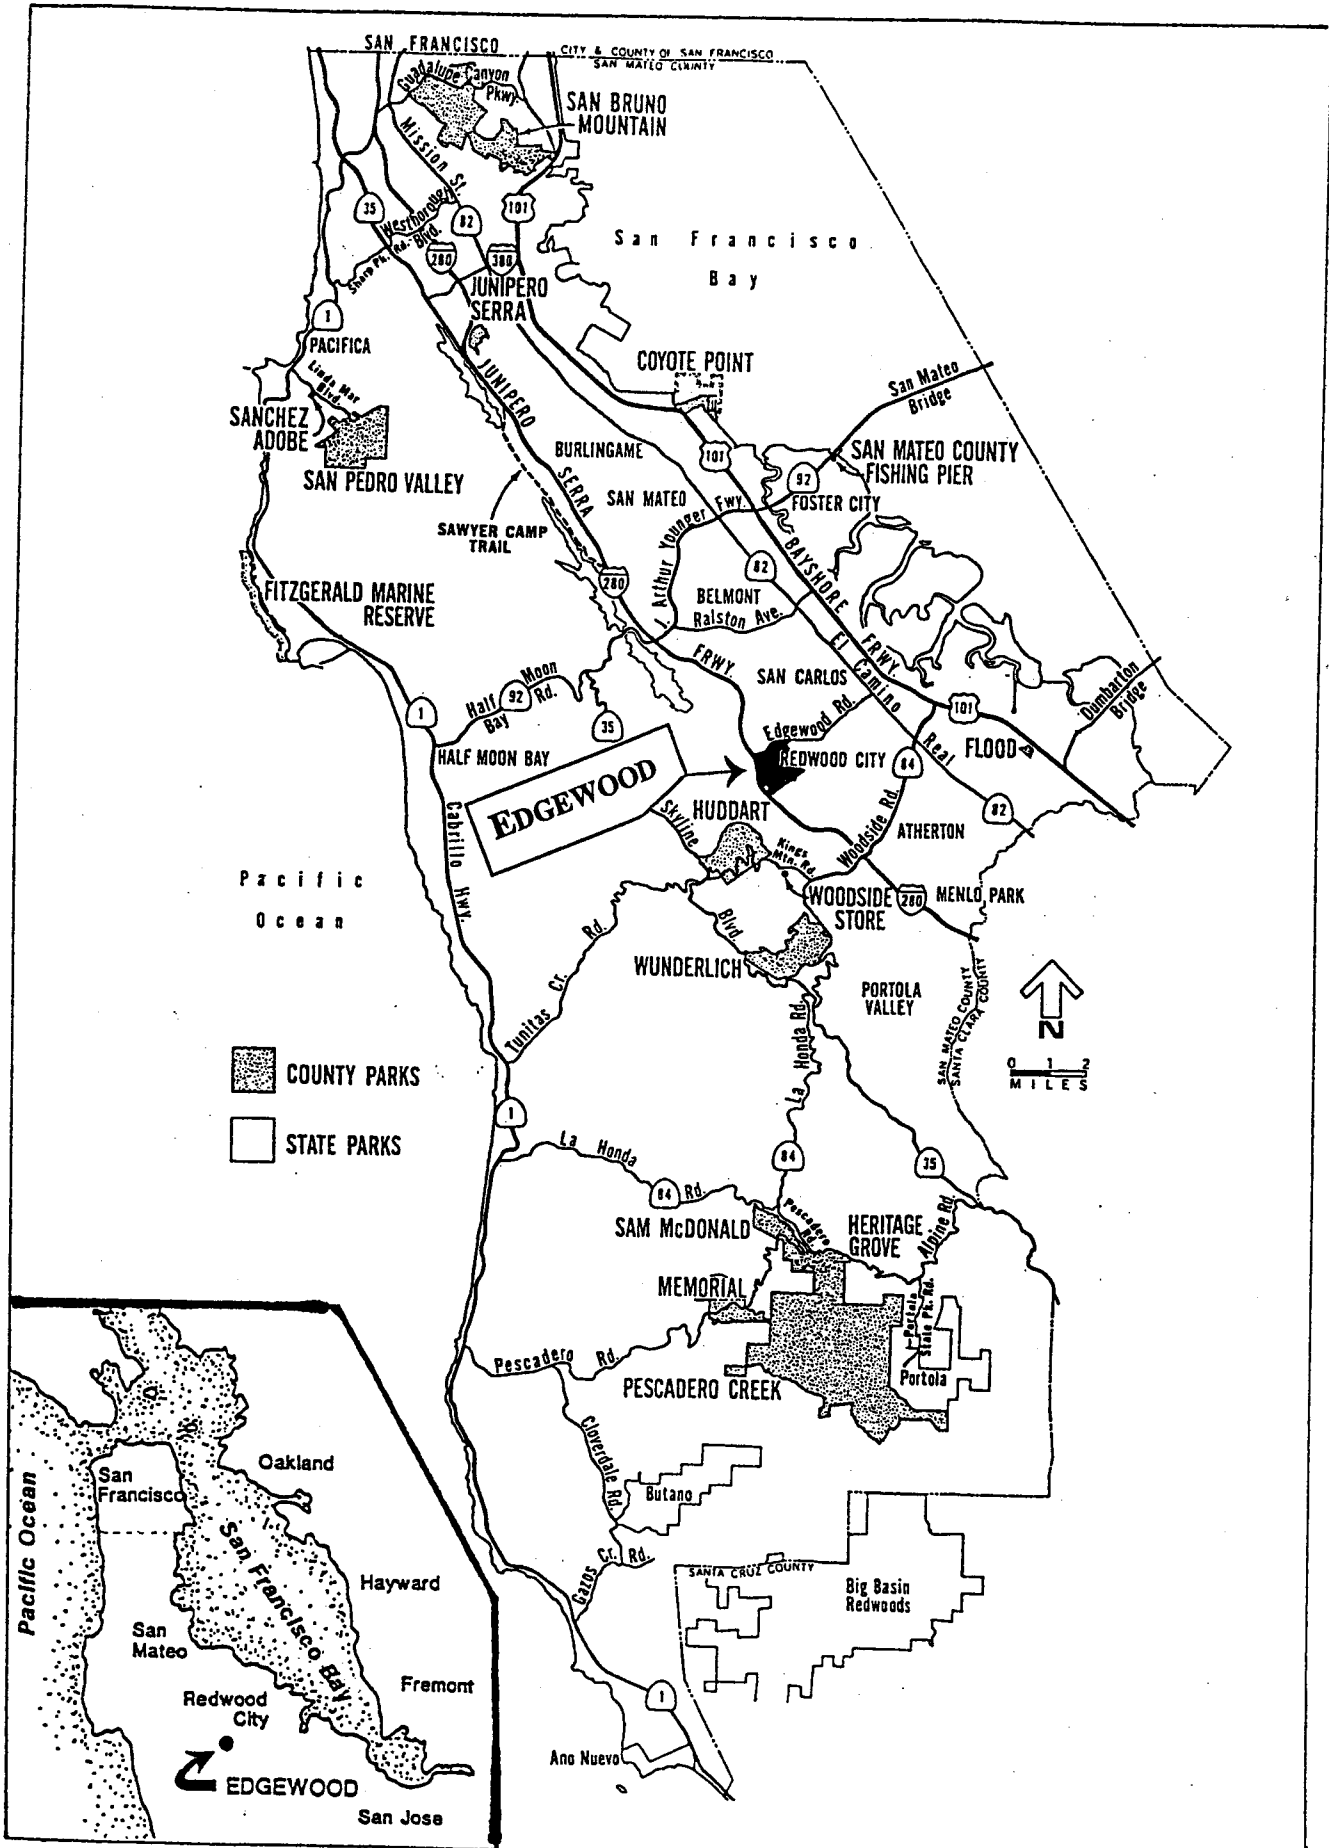 SAN FRANCISCO
CITY & COUNTY OF SAN FRANCISCO
SAN MATEO COUNTY
Guadalupe Canyon
Pkwy.
SAN BRUNO
MOUNTAIN
Mission St.
35
Westborough
Blvd.
82
101
Sharp Pk. Rd.
280
380
San Francisco
Bay
JUNIPERO
SERRA
1
PACIFICA
Linda Mar
Blvd.
COYOTE POINT
San Mateo
Bridge
SANCHEZ
ADOBE
SAN PEDRO VALLEY
JUNIPERO
SERRA
FRWY.
BURLINGAME
101
SAN MATEO COUNTY
FISHING PIER
92
FOSTER CITY
SAN MATEO
SAWYER CAMP
TRAIL
J. Arthur Younger Fwy.
BAYSHORE
FRWY.
82
280
FITZGERALD MARINE
RESERVE
BELMONT
Ralston Ave.
El Camino
Real
SAN CARLOS
Half Moon
Bay Rd.
92
35
1
Edgewood Rd.
101
Dumbarton
Bridge
FLOOD
HALF MOON BAY
REDWOOD CITY
84
EDGEWOOD
82
Cabrillo Hwy.
Skyline
Blvd.
HUDDART
Kings
Mtn. Rd.
Woodside Rd.
ATHERTON
Pacific
Ocean
WOODSIDE
STORE
280
MENLO PARK
Tunitas Cr. Rd.
WUNDERLICH
PORTOLA
VALLEY
SAN MATEO COUNTY
SANTA CLARA COUNTY
N
0 1 2
MILES
COUNTY PARKS
STATE PARKS
La Honda Rd.
1
La Honda
84
Rd.
84
35
SAM McDONALD
Pescadero
Rd.
HERITAGE
GROVE
Alpine Rd.
MEMORIAL
Portola
State Pk. Rd.
Portola
Pescadero Rd.
PESCADERO CREEK
Cloverdale Rd.
Butano
Gazos Cr. Rd.
SANTA CRUZ COUNTY
Big Basin
Redwoods
1
Ano Nuevo
Pacific Ocean
San
Francisco
Oakland
San Francisco Bay
Hayward
San
Mateo
Fremont
Redwood
City
EDGEWOOD
San Jose